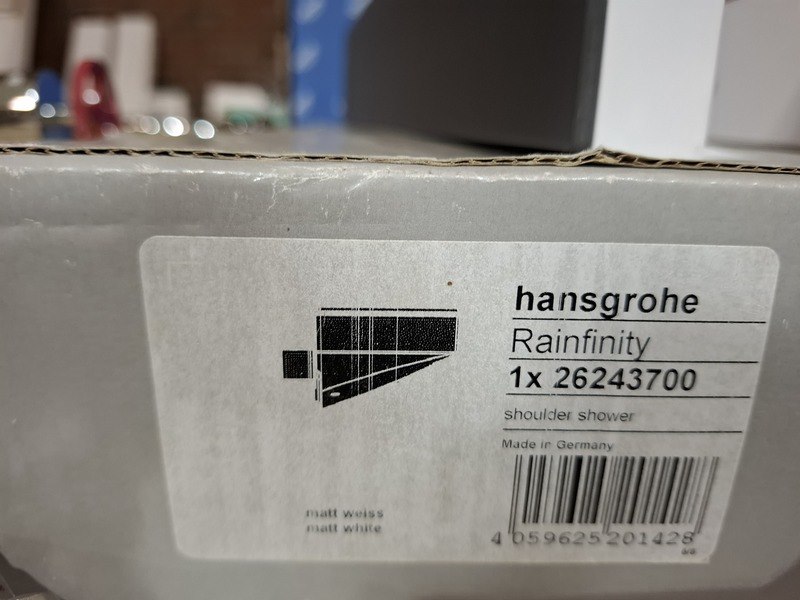 hansgrohe
Rainfinity
1x 26243700
shoulder shower
Made in Germany
matt weiss
matt white
4 059625 201428